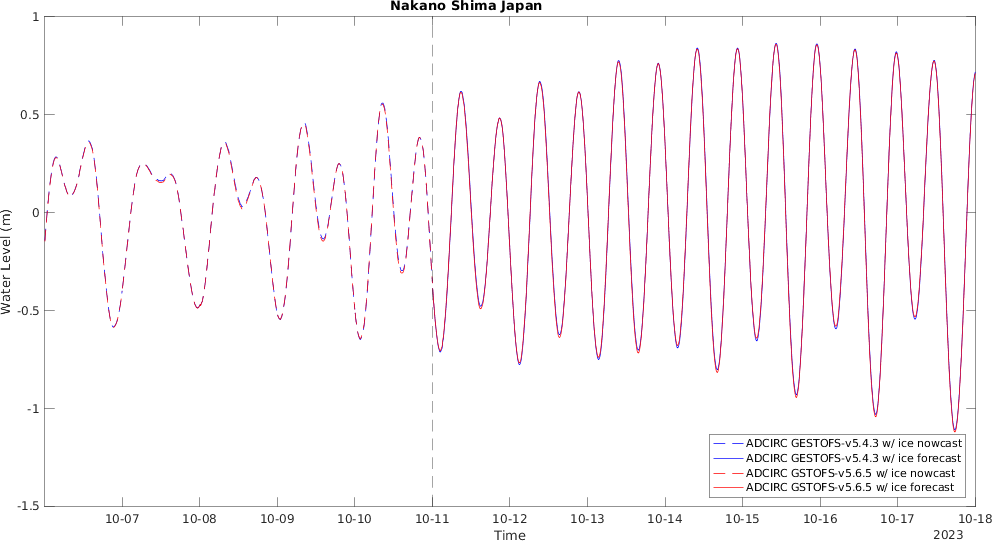 Nakano Shima Japan
1
0.5
0
-0.5
-1
-1.5
Water Level (m)
ADCIRC GESTOFS-v5.4.3 w/ ice nowcast
ADCIRC GESTOFS-v5.4.3 w/ ice forecast
ADCIRC GSTOFS-v5.6.5 w/ ice nowcast
ADCIRC GSTOFS-v5.6.5 w/ ice forecast
10-07 10-08 10-09 10-10 10-11 10-12 10-13 10-14 10-15 10-16 10-17 10-18
Time
2023